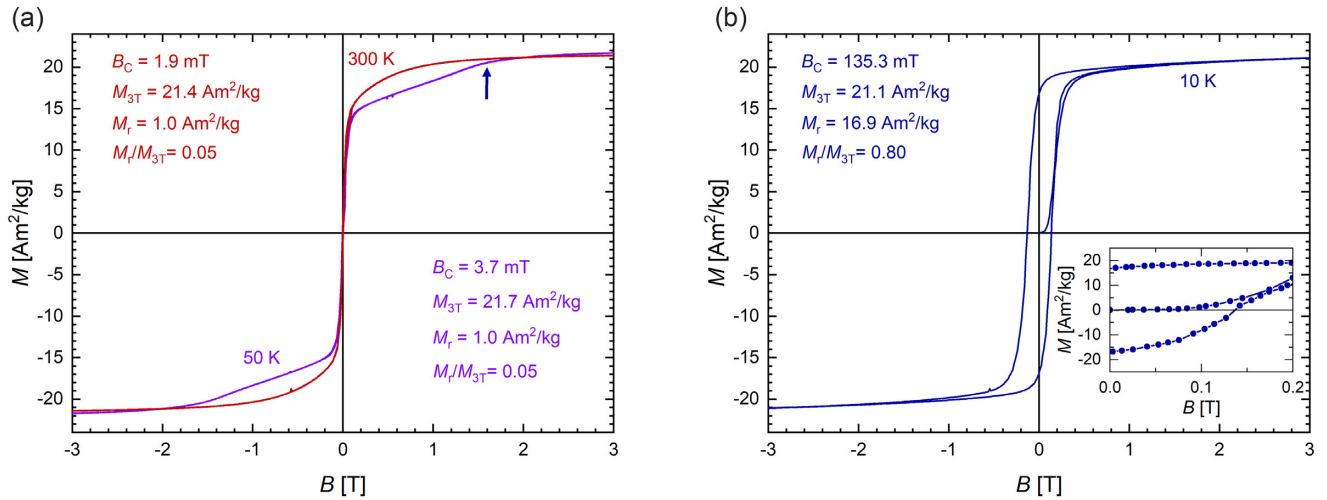 (a)
20
15
10
5
0
-5
-10
-15
-20
M [Am²/kg]
B_C = 1.9 mT
M_3T = 21.4 Am²/kg
M_r = 1.0 Am²/kg
M_r/M_3T= 0.05
300 K
50 K
B_C = 3.7 mT
M_3T = 21.7 Am²/kg
M_r = 1.0 Am²/kg
M_r/M_3T= 0.05
-3 -2 -1 0 1 2 3
B [T]
(b)
20
15
10
5
0
-5
-10
-15
-20
M [Am²/kg]
B_C = 135.3 mT
M_3T = 21.1 Am²/kg
M_r = 16.9 Am²/kg
M_r/M_3T= 0.80
10 K
20
10
0
-10
-20
M [Am²/kg]
0.0 0.1 0.2
B [T]
-3 -2 -1 0 1 2 3
B [T]